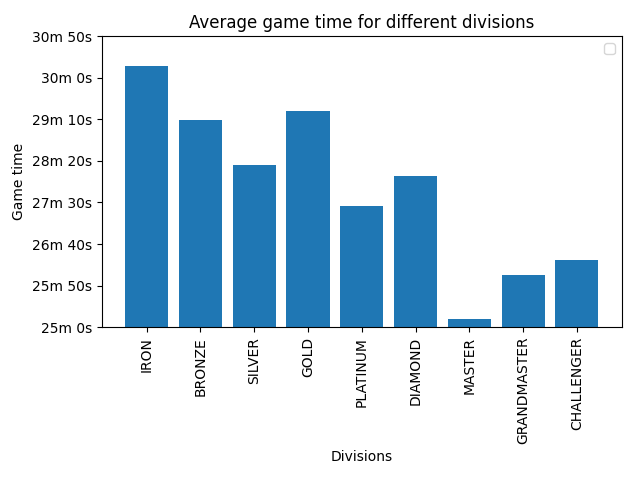 Average game time for different divisions
30m 50s
30m 0s
29m 10s
28m 20s
27m 30s
26m 40s
25m 50s
25m 0s
Game time
IRON
BRONZE
SILVER
GOLD
PLATINUM
DIAMOND
MASTER
GRANDMASTER
CHALLENGER
Divisions